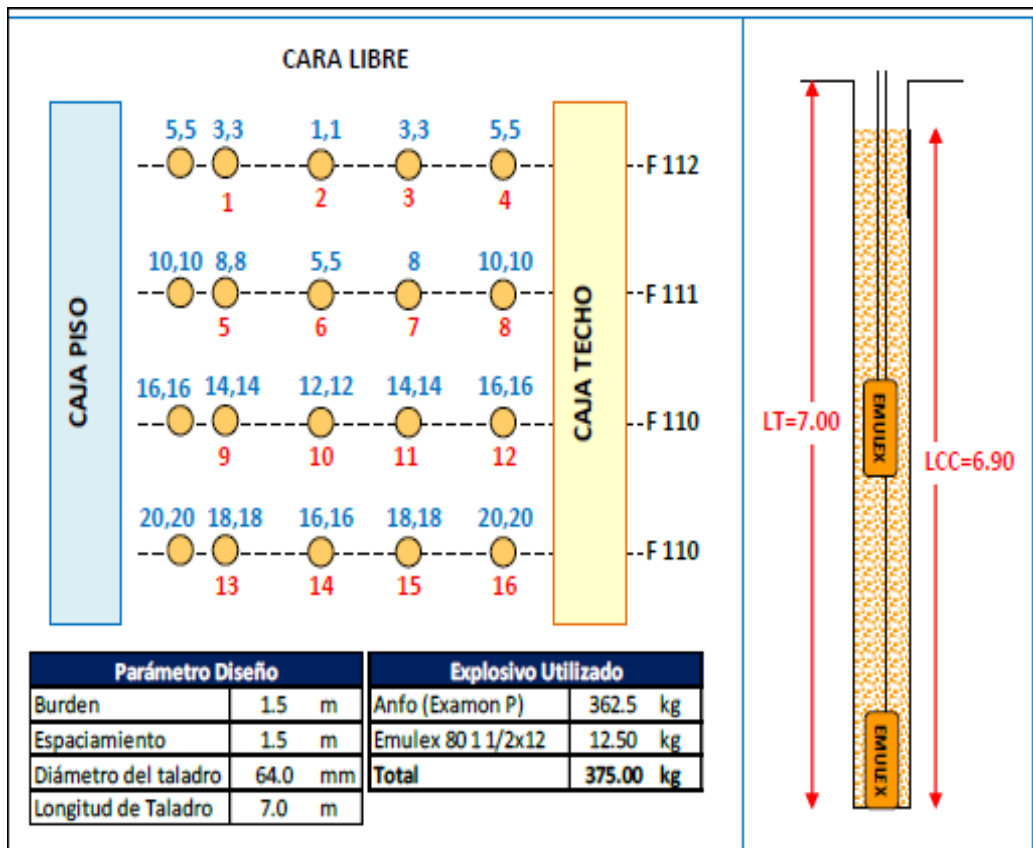 CARA LIBRE
CAJA PISO
5,5 3,3 1,1 3,3 5,5
F 112
1 2 3 4
10,10 8,8 5,5 8 10,10
F 111
5 6 7 8
16,16 14,14 12,12 14,14 16,16
F 110
9 10 11 12
20,20 18,18 16,16 18,18 20,20
F 110
13 14 15 16
CAJA TECHO
Parámetro Diseño
Burden 1.5 m
Espaciamiento 1.5 m
Diámetro del taladro 64.0 mm
Longitud de Taladro 7.0 m
Explosivo Utilizado
Anfo (Examon P) 362.5 kg
Emulex 80 1 1/2x12 12.50 kg
Total 375.00 kg
LT=7.00
EMULEX
LCC=6.90
EMULEX